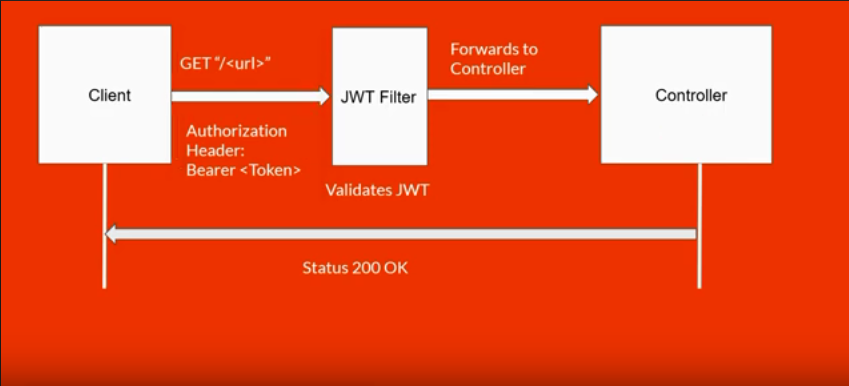 Client
GET "/<url>"
Authorization
Header:
Bearer <Token>
JWT Filter
Validates JWT
Forwards to
Controller
Controller
Status 200 OK